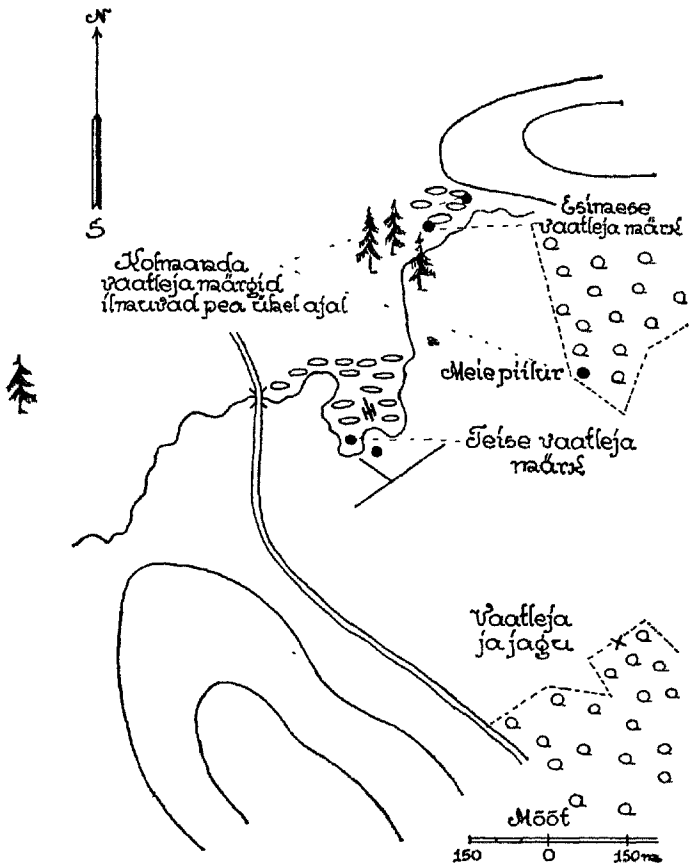 N
S
Esimese
vaatleja märk
Kolmanda
vaatleja märgid
ilmuvad pea ühel ajal
Meie piilur
Teise vaatleja
märk
Vaatleja
ja jagu
Mõõt
150 0 150 m